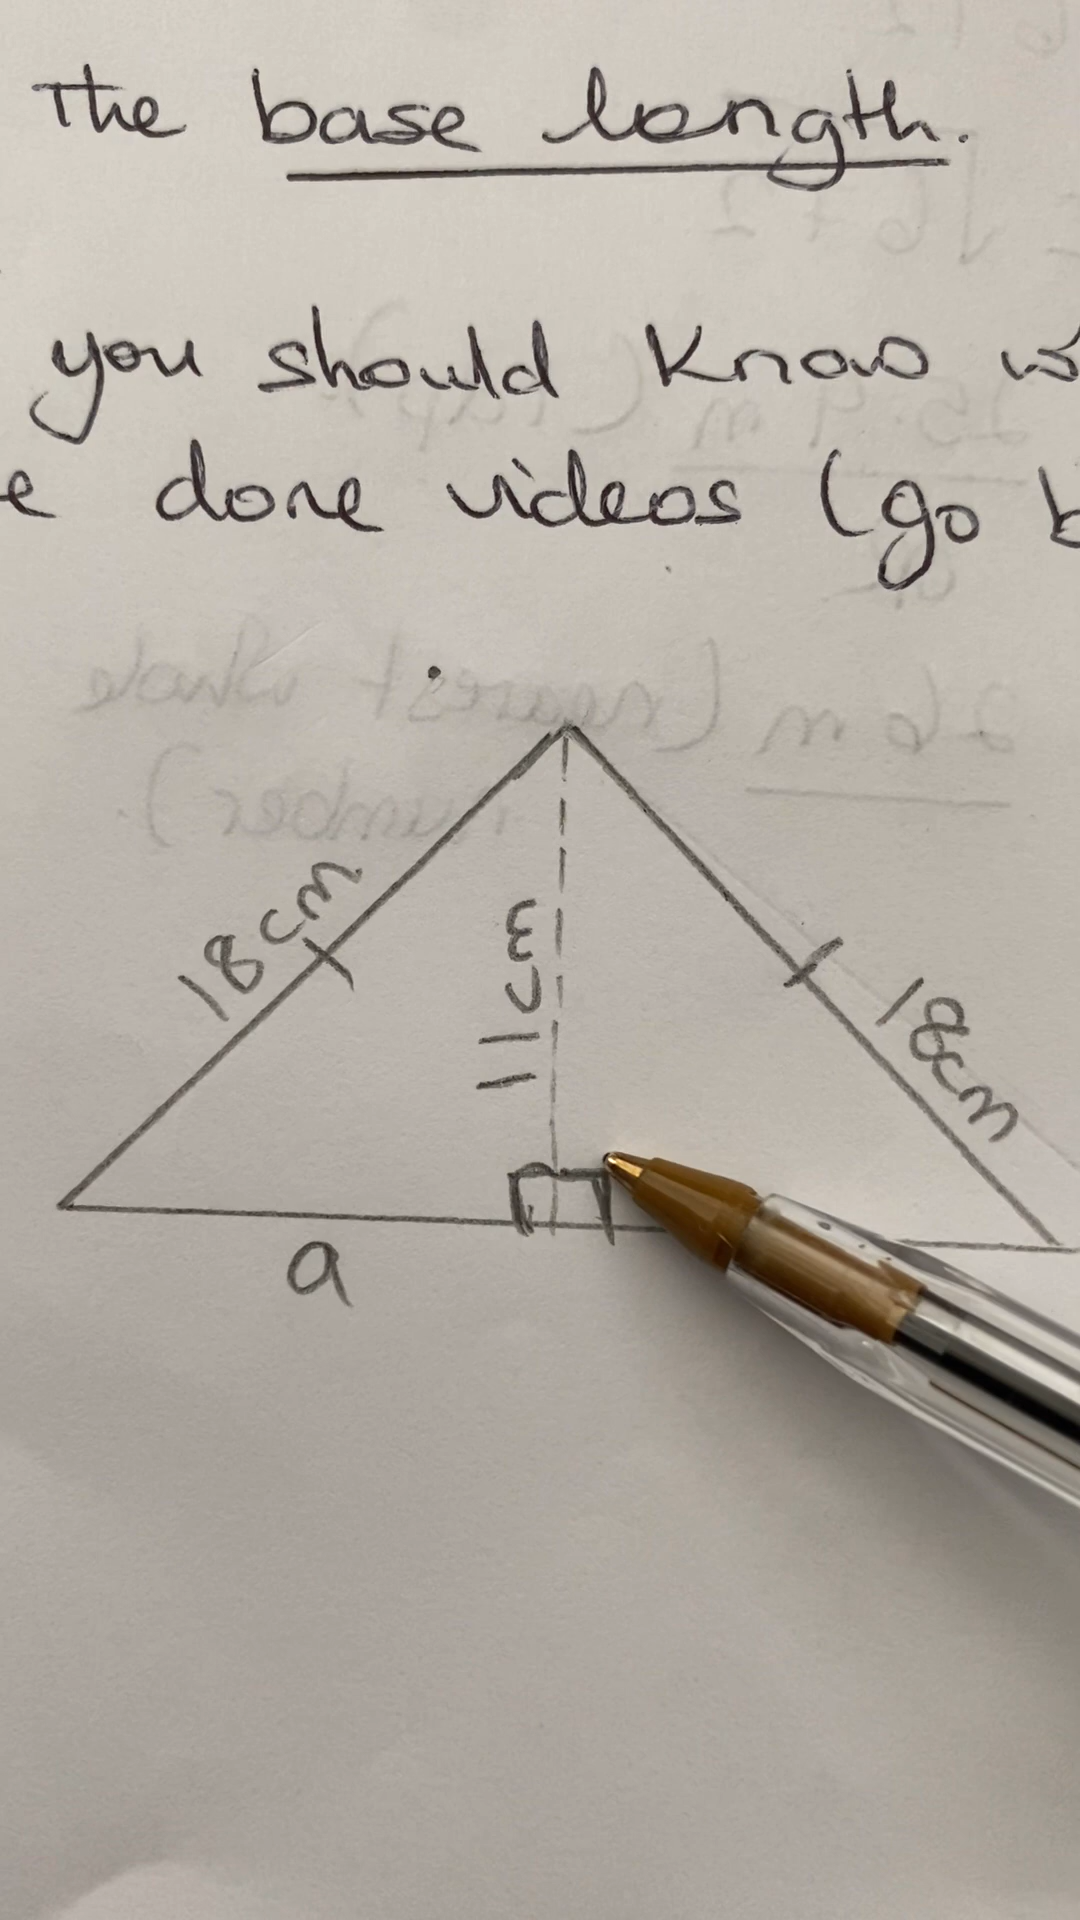 The base length.
you should know
done videos (go
18cm
11cm
18cm
a